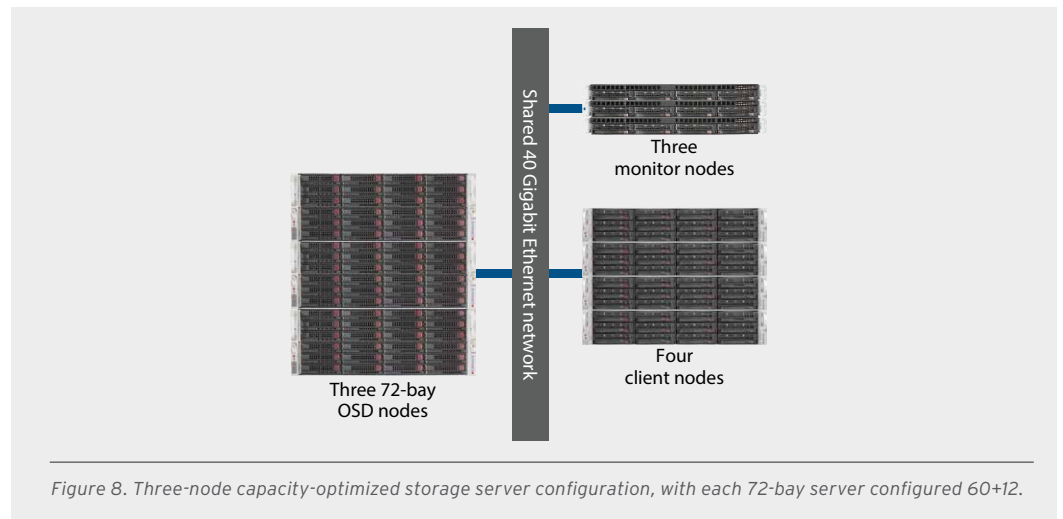 Shared 40 Gigabit Ethernet network
Three
monitor nodes
Three 72-bay
OSD nodes
Four
client nodes
Figure 8. Three-node capacity-optimized storage server configuration, with each 72-bay server configured 60+12.